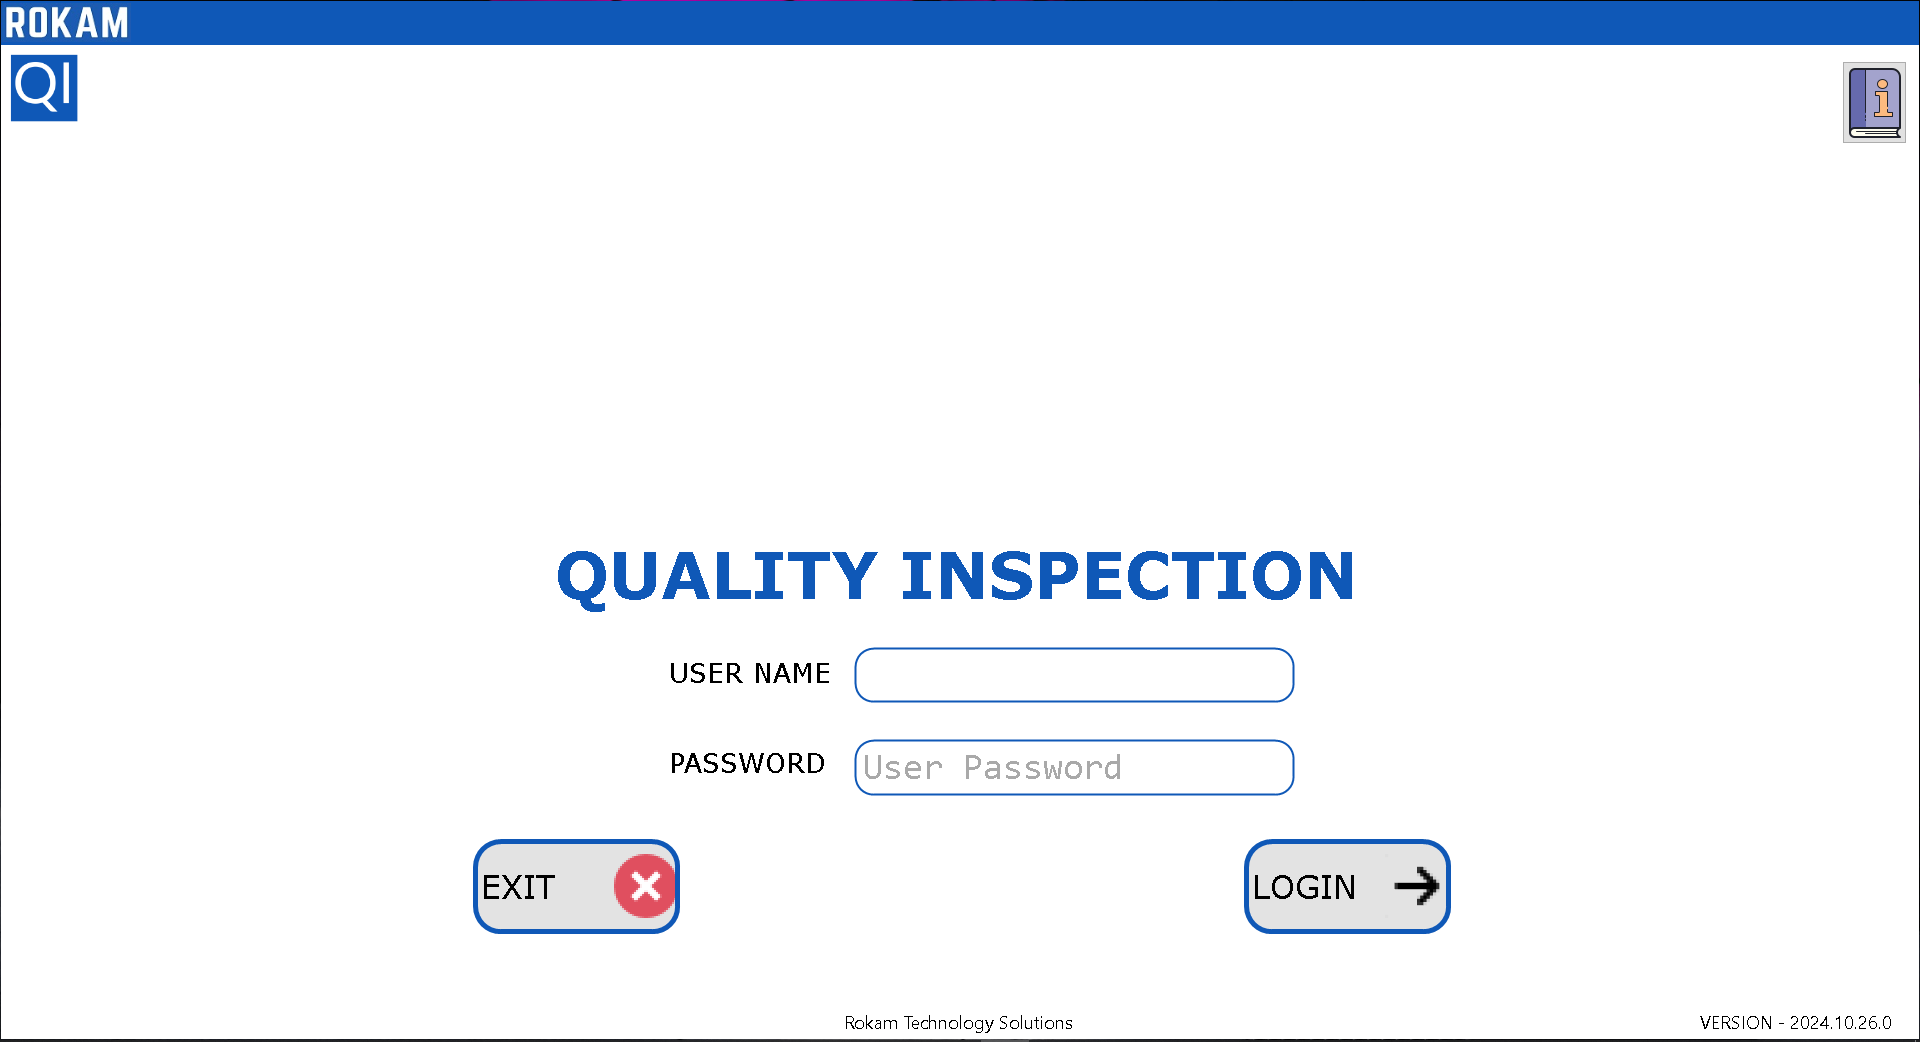 ROKAM
QI
i
QUALITY INSPECTION
USER NAME
PASSWORD User Password
EXIT LOGIN
Rokam Technology Solutions VERSION - 2024.10.26.0